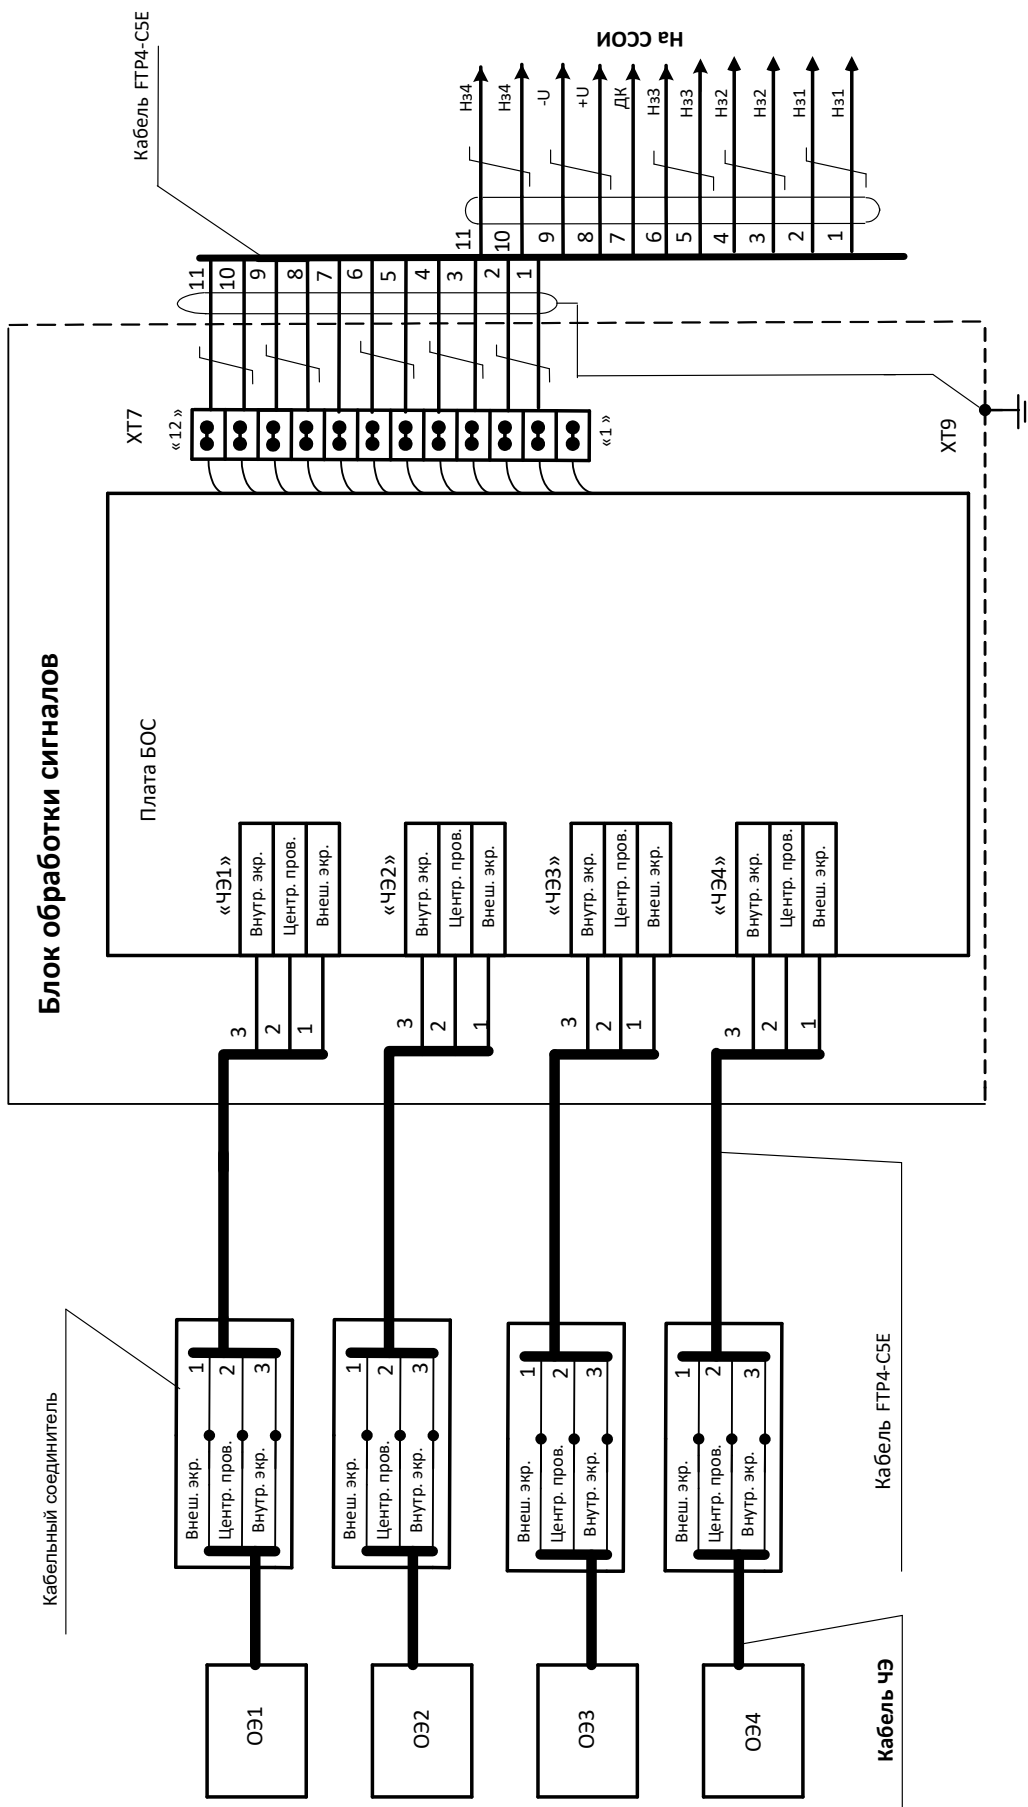 Блок обработки сигналов
Кабельный соединитель
Плата БОС
ХТ7
«12»
«1»
ХТ9
Кабель FTP4-C5E
На ССОИ
ОЭ1
Внеш. экр.
Центр. пров.
Внутр. экр.
1
2
3
3
2
1
«ЧЭ1»
Внутр. экр.
Центр. пров.
Внеш. экр.
ОЭ2
Внеш. экр.
Центр. пров.
Внутр. экр.
1
2
3
3
2
1
«ЧЭ2»
Внутр. экр.
Центр. пров.
Внеш. экр.
ОЭ3
Внеш. экр.
Центр. пров.
Внутр. экр.
1
2
3
3
2
1
«ЧЭ3»
Внутр. экр.
Центр. пров.
Внеш. экр.
ОЭ4
Внеш. экр.
Центр. пров.
Внутр. экр.
1
2
3
3
2
1
«ЧЭ4»
Внутр. экр.
Центр. пров.
Внеш. экр.
11
10
9
8
7
6
5
4
3
2
1
11 Нз4
10 Нз4
9 -U
8 +U
7 ДК
6 Нз3
5 Нз3
4 Нз2
3 Нз2
2 Нз1
1 Нз1
Кабель ЧЭ
Кабель FTP4-C5E